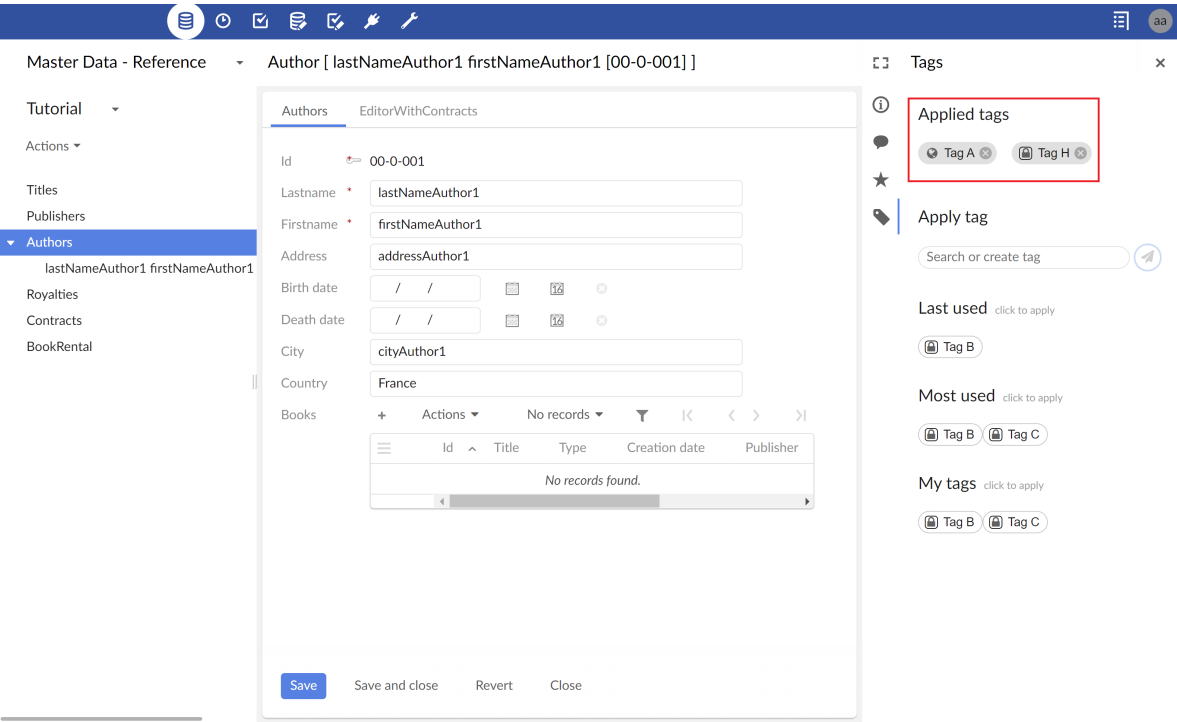 aa
Master Data - Reference
Author [ lastNameAuthor1 firstNameAuthor1 [00-0-001] ]
Tags
Tutorial
Actions
Titles
Publishers
Authors
lastNameAuthor1 firstNameAuthor1
Royalties
Contracts
BookRental
Authors EditorWithContracts
Id * 00-0-001
Lastname * lastNameAuthor1
Firstname * firstNameAuthor1
Address addressAuthor1
Birth date / / 16
Death date / / 16
City cityAuthor1
Country France
Books + Actions No records
Id Title Type Creation date Publisher
No records found.
Save Save and close Revert Close
Applied tags
Tag A Tag H
Apply tag
Search or create tag
Last used click to apply
Tag B
Most used click to apply
Tag B Tag C
My tags click to apply
Tag B Tag C